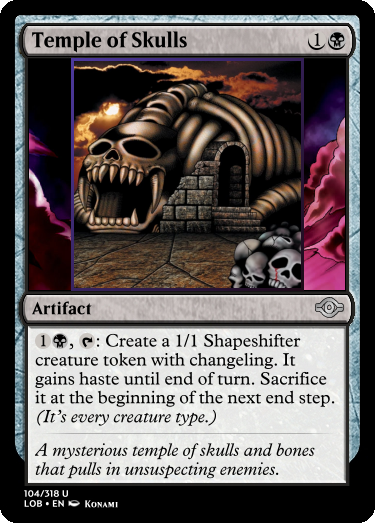 Temple of Skulls 1
Artifact
1, : Create a 1/1 Shapeshifter
creature token with changeling. It
gains haste until end of turn. Sacrifice
it at the beginning of the next end step.
(It's every creature type.)
A mysterious temple of skulls and bones
that pulls in unsuspecting enemies.
104/318 U
LOB • EN Konami